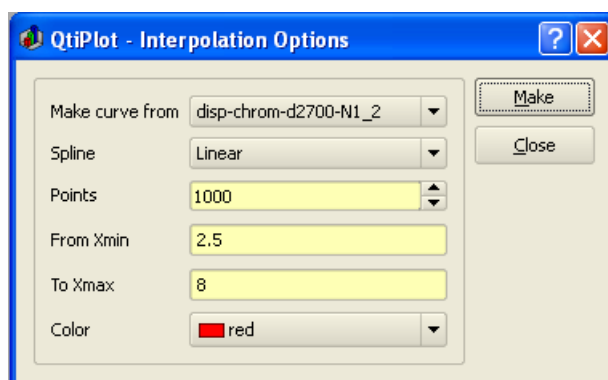 QtiPlot - Interpolation Options
?
Make curve from disp-chrom-d2700-N1_2
Make
Spline Linear
Close
Points 1000
From Xmin 2.5
To Xmax 8
Color red